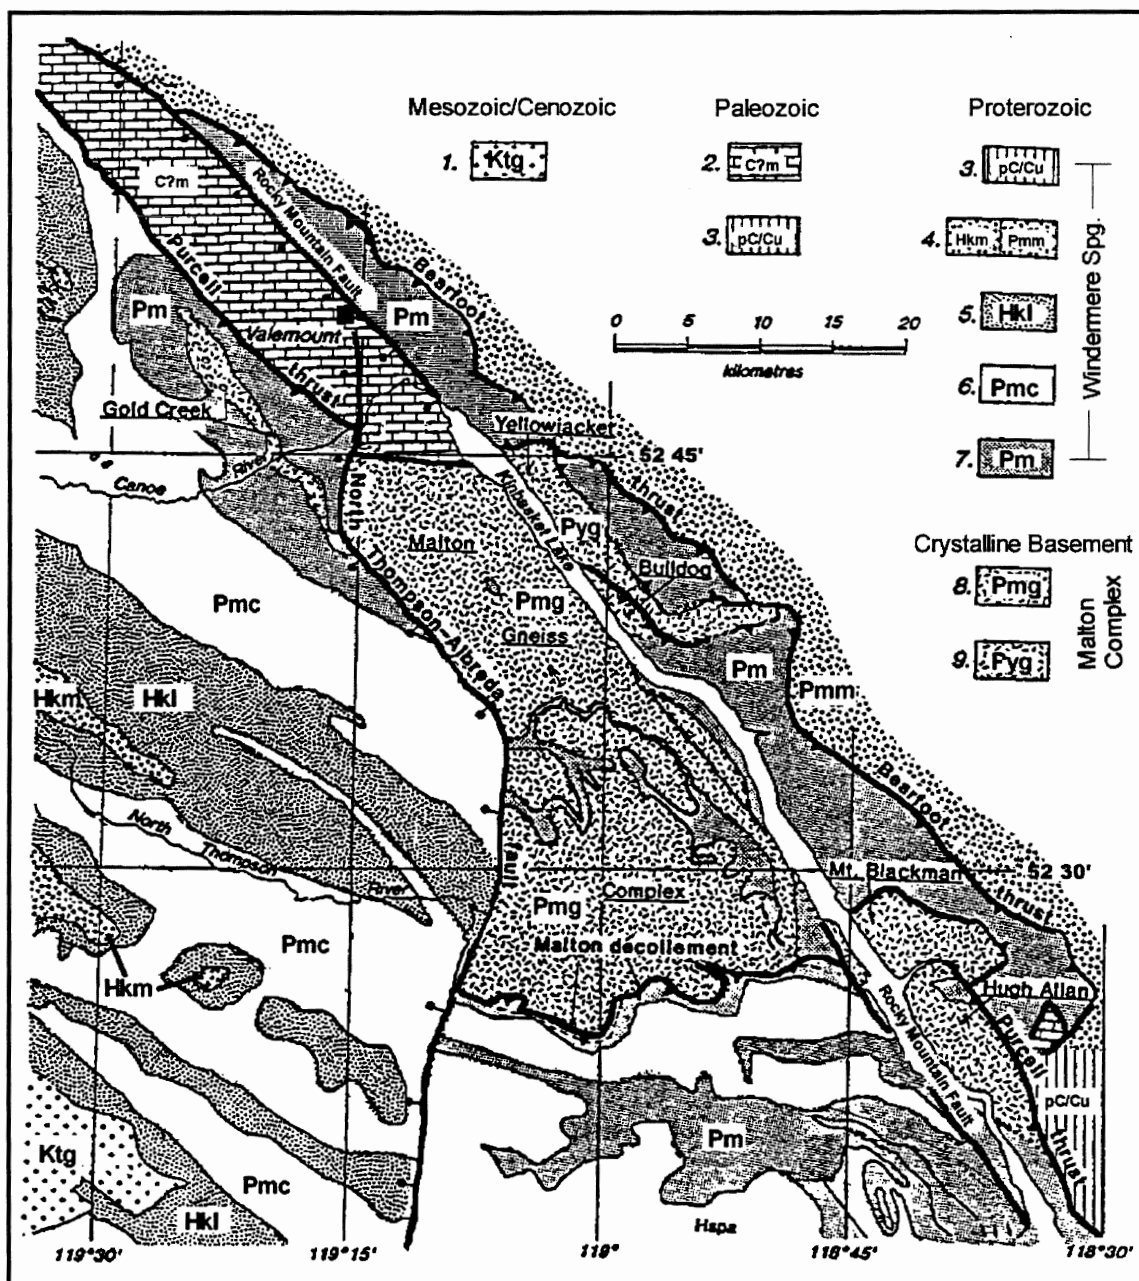 Mesozoic/Cenozoic
Paleozoic
Proterozoic
1. Ktg
2. C?m
3. pC/Cu
3. pC/Cu
4. Hkm Pmm
5. Hkl
6. Pmc
7. Pm
Windermere Spg.
Crystalline Basement
8. Pmg
9. Pyg
Malton Complex
0 5 10 15 20
kilometres
C?m
Rocky Mountain Fault
Bearfoot
Purcell
thrust
Pm
Pm
Valemount
Gold Creek
Yellowjacket
52 45'
River
Canoe
North
Thompson-Albreda
fault
Malton
Kinbasket Lake
Pyg
thrust
Bulldog
Pmg
Gneiss
Pmc
Pm
Pmm
Hkm
Hkl
Bearfoot
thrust
North
Thompson
River
Mt. Blackman
52 30'
Complex
Pmg
Malton decollement
Pmc
Hkm
Hugh Allan
Rocky Mountain Fault
Purcell
thrust
pC/Cu
Ktg
Pmc
Hkl
Pm
Hspa
119°30'
119°15'
119°
118°45'
118°30'